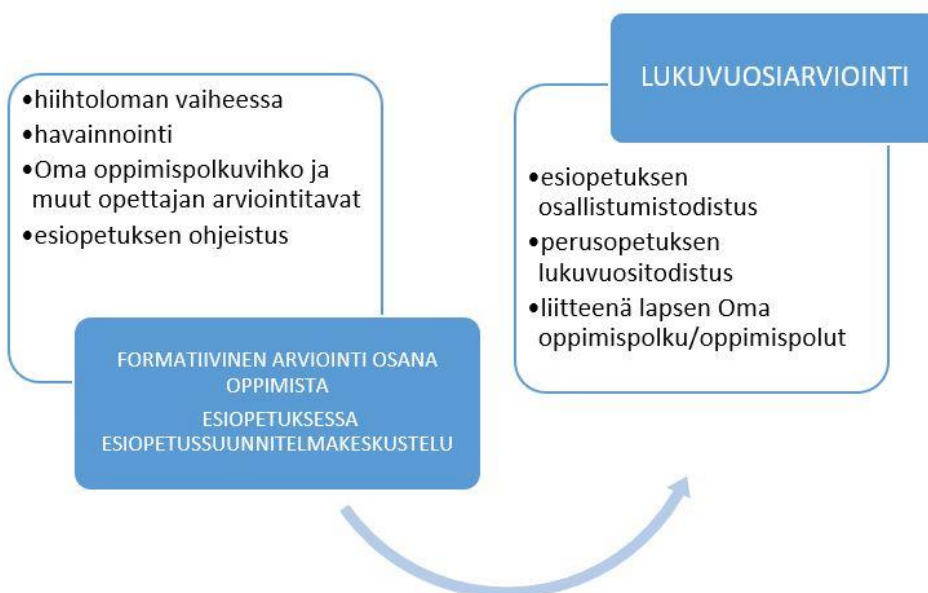 •hiihtoloman vaiheessa
•havainnointi
•Oma oppimispolkuvihko ja
muut opettajan arviointitavat
•esiopetuksen ohjeistus
FORMATIIVINEN ARVIOINTI OSANA
OPPIMISTA
ESIOPETUKSESSA
ESIOPETUSSUUNNITELMAKESKUSTELU
LUKUVUOSIARVIOINTI
•esiopetuksen
osallistumistodistus
•perusopetuksen
lukuvuositodistus
•liitteenä lapsen Oma
oppimispolku/oppimispolut